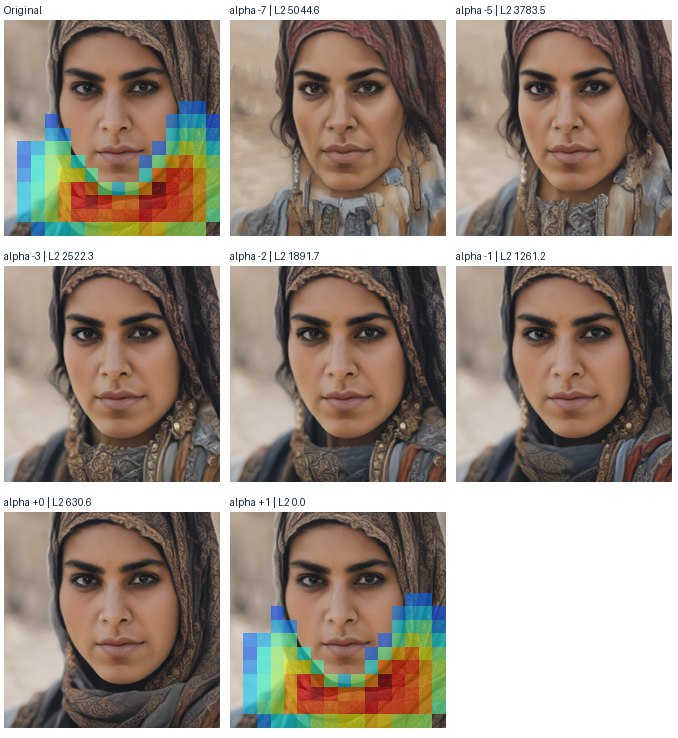 Original
alpha -7 | L2 5044.6
alpha -5 | L2 3783.5
alpha -3 | L2 2522.3
alpha -2 | L2 1891.7
alpha -1 | L2 1261.2
alpha +0 | L2 630.6
alpha +1 | L2 0.0